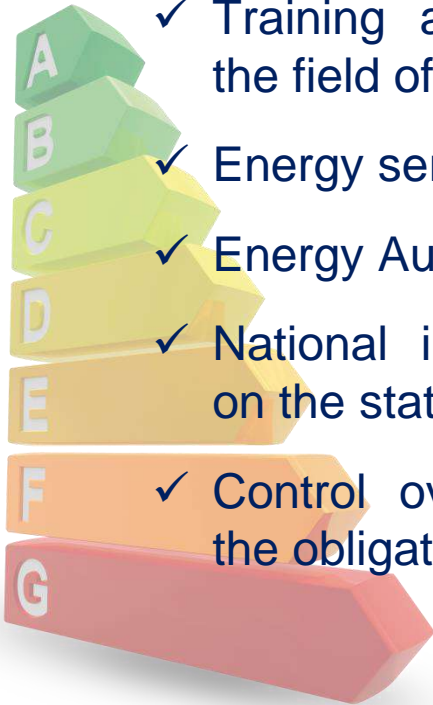 ✓ Training a
the field of
✓ Energy ser
✓ Energy Au
✓ National i
on the stat
✓ Control ov
the obligat
A
B
C
D
E
F
G